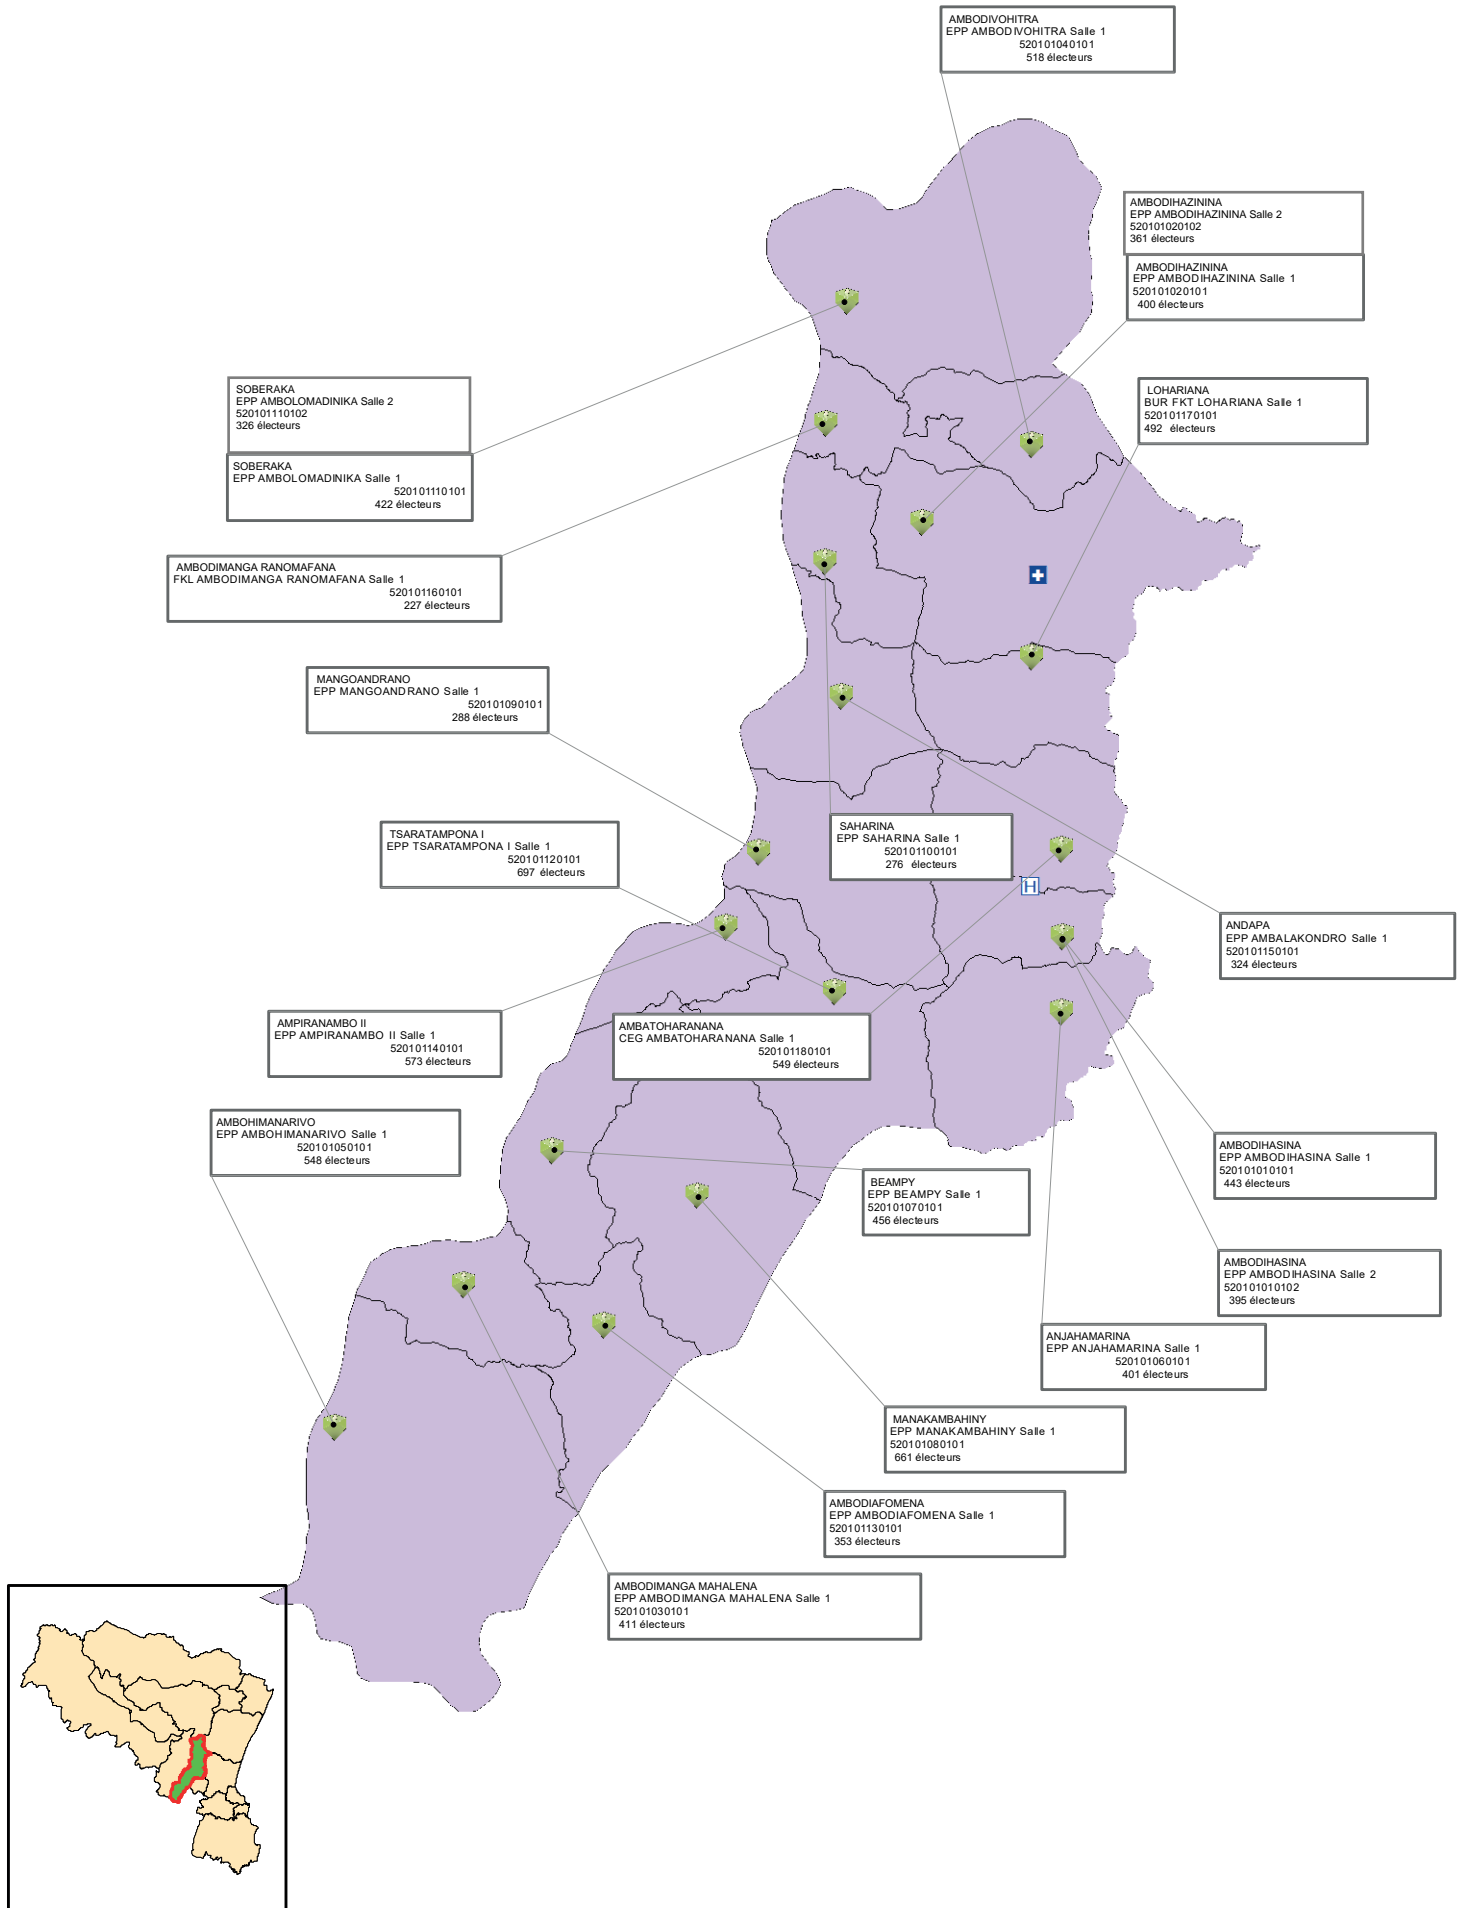 AMBODIVOHITRA
EPP AMBODIVOHITRA Salle 1
520101040101
518 électeurs
AMBODIHAZININA
EPP AMBODIHAZININA Salle 2
520101020102
361 électeurs
AMBODIHAZININA
EPP AMBODIHAZININA Salle 1
520101020101
400 électeurs
SOBERAKA
EPP AMBOLOMADINIKA Salle 2
520101110102
326 électeurs
SOBERAKA
EPP AMBOLOMADINIKA Salle 1
520101110101
422 électeurs
LOHARIANA
BUR FKT LOHARIANA Salle 1
520101170101
492 électeurs
AMBODIMANGA RANOMAFANA
FKL AMBODIMANGA RANOMAFANA Salle 1
520101160101
227 électeurs
MANGOANDRANO
EPP MANGOANDRANO Salle 1
520101090101
288 électeurs
TSARATAMPONA I
EPP TSARATAMPONA I Salle 1
520101120101
697 électeurs
SAHARINA
EPP SAHARINA Salle 1
520101100101
276 électeurs
H
ANDAPA
EPP AMBALAKONDRO Salle 1
520101150101
324 électeurs
AMPIRANAMBO II
EPP AMPIRANAMBO II Salle 1
520101140101
573 électeurs
AMBATOHARANANA
CEG AMBATOHARANANA Salle 1
520101180101
549 électeurs
AMBOHIMANARIVO
EPP AMBOHIMANARIVO Salle 1
520101050101
548 électeurs
AMBODIHASINA
EPP AMBODIHASINA Salle 1
520101010101
443 électeurs
BEAMPY
EPP BEAMPY Salle 1
520101070101
456 électeurs
AMBODIHASINA
EPP AMBODIHASINA Salle 2
520101010102
395 électeurs
ANJAHAMARINA
EPP ANJAHAMARINA Salle 1
520101060101
401 électeurs
MANAKAMBAHINY
EPP MANAKAMBAHINY Salle 1
520101080101
661 électeurs
AMBODIAFOMENA
EPP AMBODIAFOMENA Salle 1
520101130101
353 électeurs
AMBODIMANGA MAHALENA
EPP AMBODIMANGA MAHALENA Salle 1
520101030101
411 électeurs